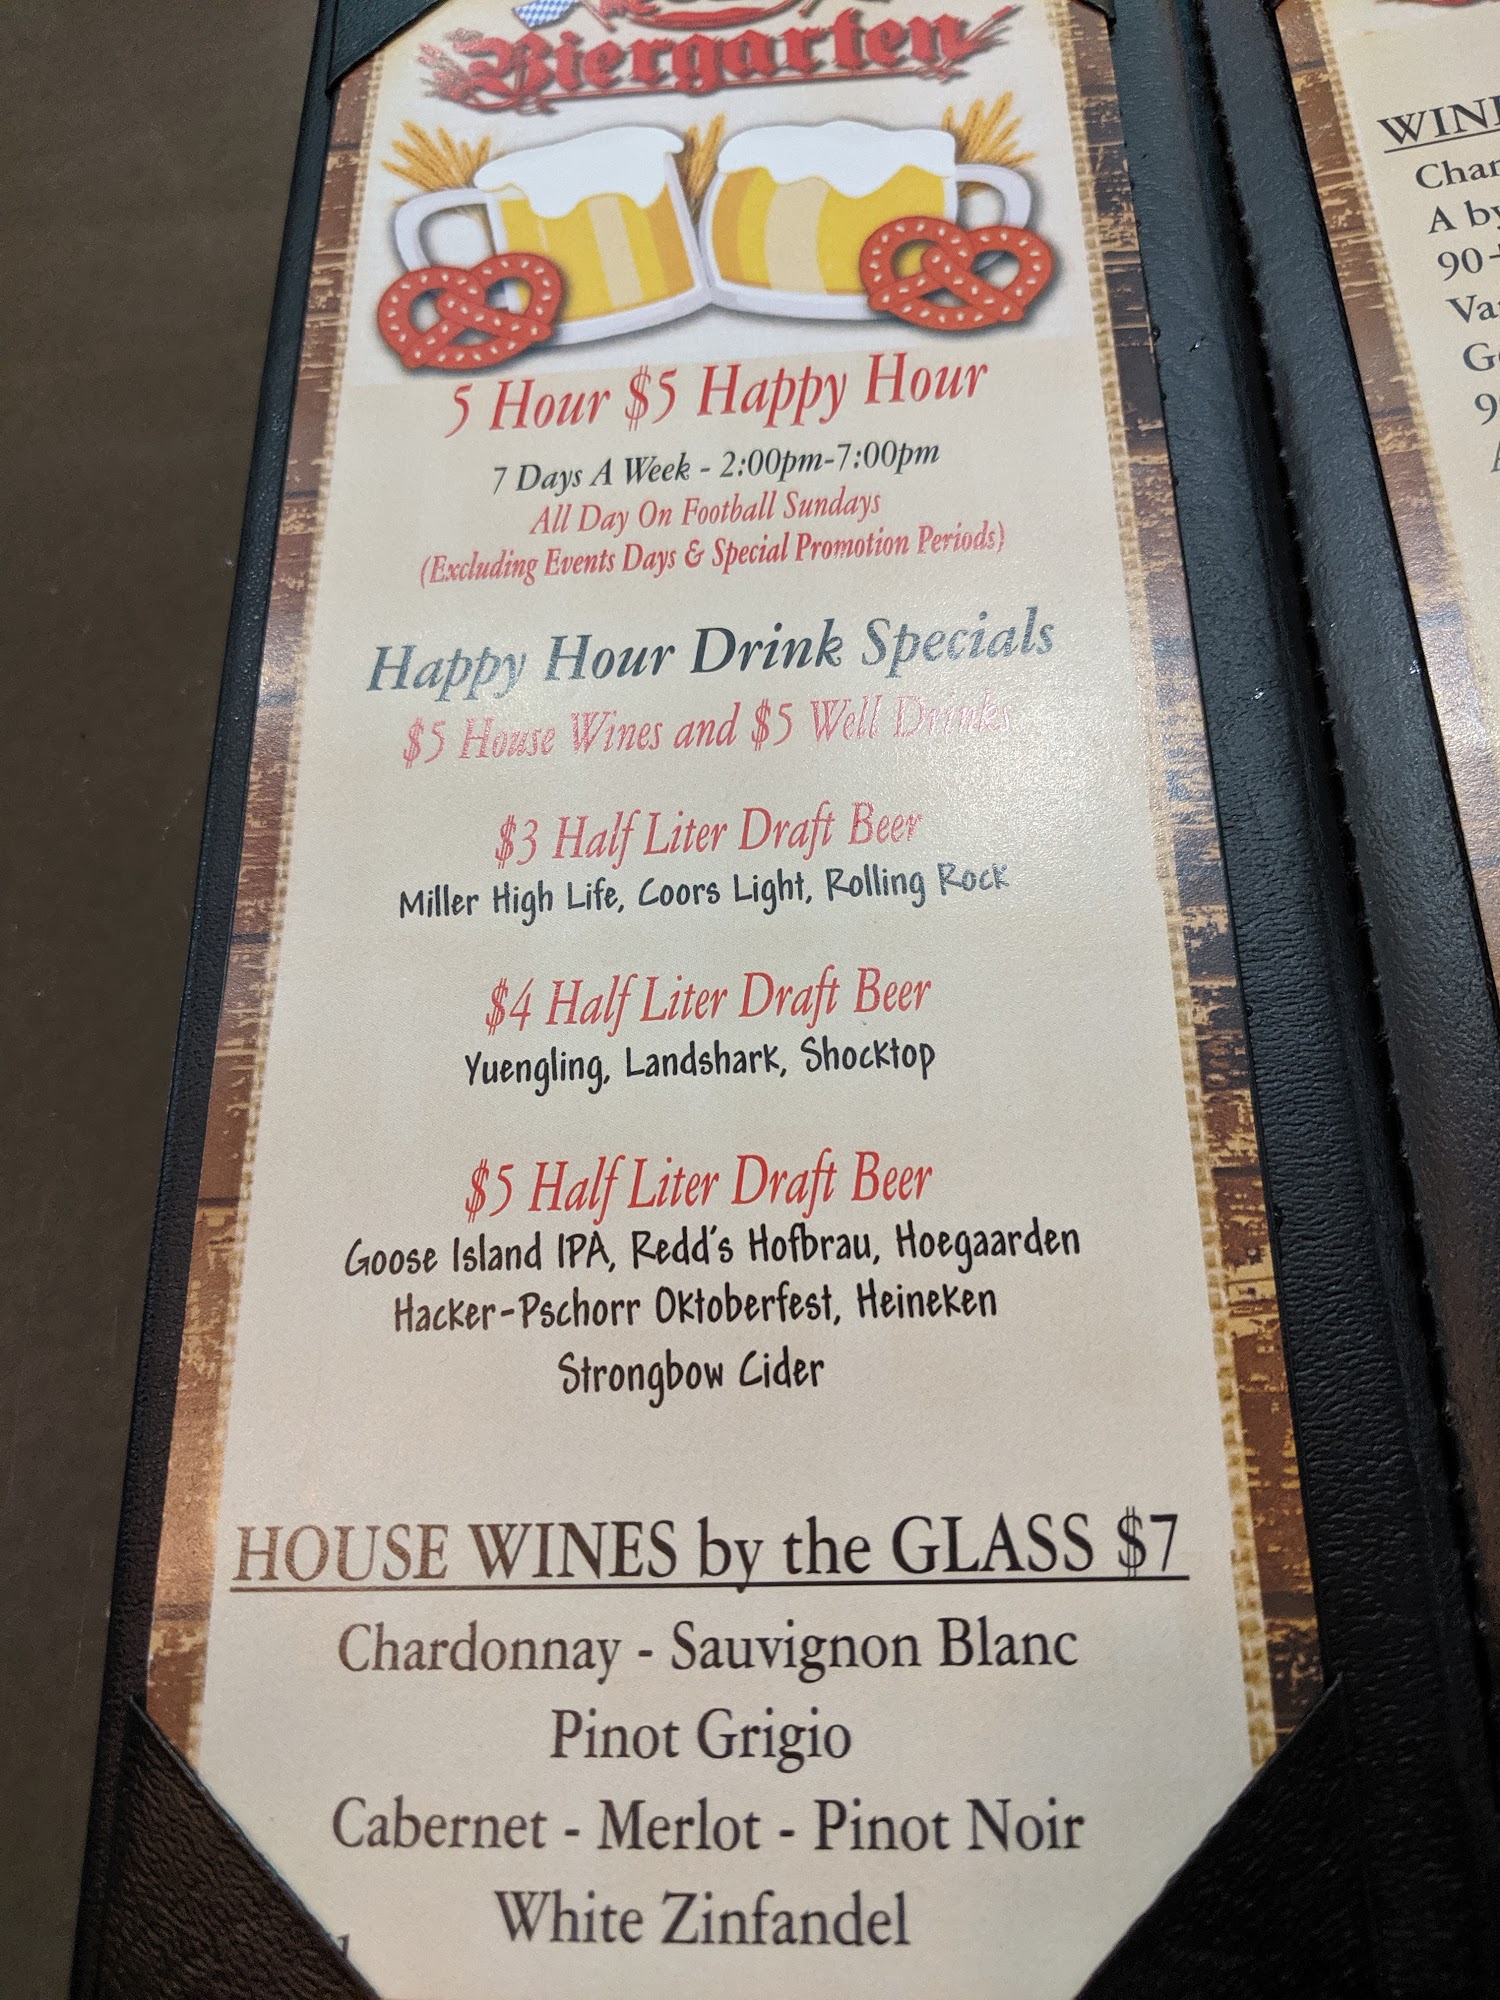 Biergarten
5 Hour $5 Happy Hour
7 Days A Week - 2:00pm-7:00pm
All Day On Football Sundays
(Excluding Events Days & Special Promotion Periods)
Happy Hour Drink Specials
$5 House Wines and $5 Well Drinks
$3 Half Liter Draft Beer
Miller High Life, Coors Light, Rolling Rock
$4 Half Liter Draft Beer
Yuengling, Landshark, Shocktop
$5 Half Liter Draft Beer
Goose Island IPA, Redd's Hofbrau, Hoegaarden
Hacker-Pschorr Oktoberfest, Heineken
Strongbow Cider
HOUSE WINES by the GLASS $7
Chardonnay - Sauvignon Blanc
Pinot Grigio
Cabernet - Merlot - Pinot Noir
White Zinfandel
A